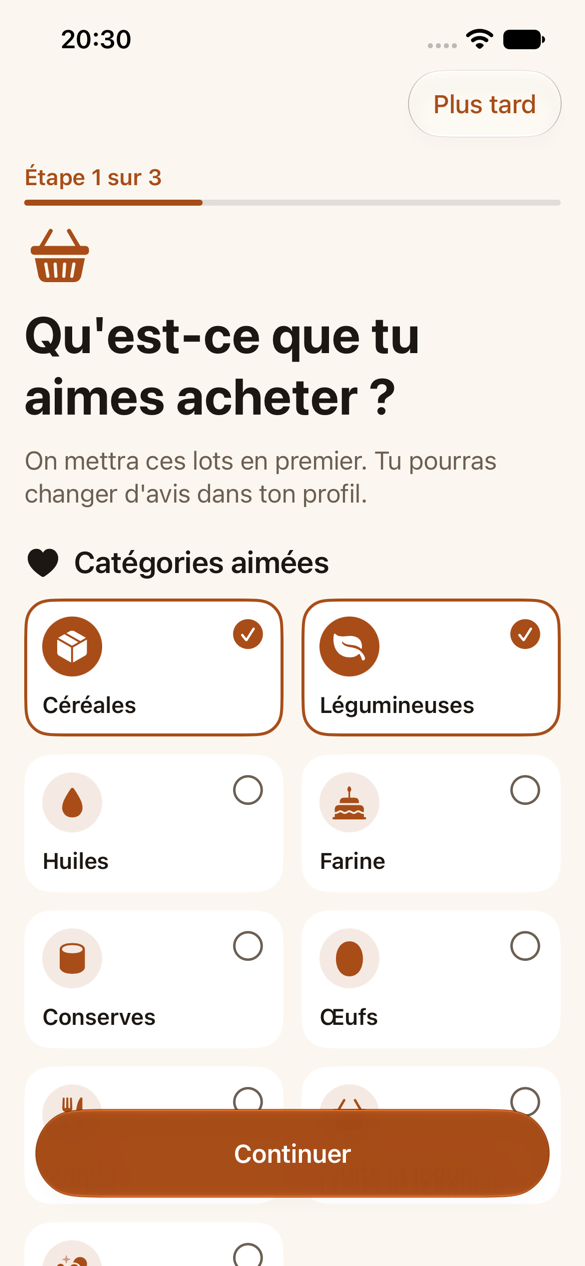 20:30
Plus tard
Étape 1 sur 3
Qu'est-ce que tu
aimes acheter ?
On mettra ces lots en premier. Tu pourras
changer d'avis dans ton profil.
Catégories aimées
Céréales
Légumineuses
Huiles
Farine
Conserves
Œufs
Continuer